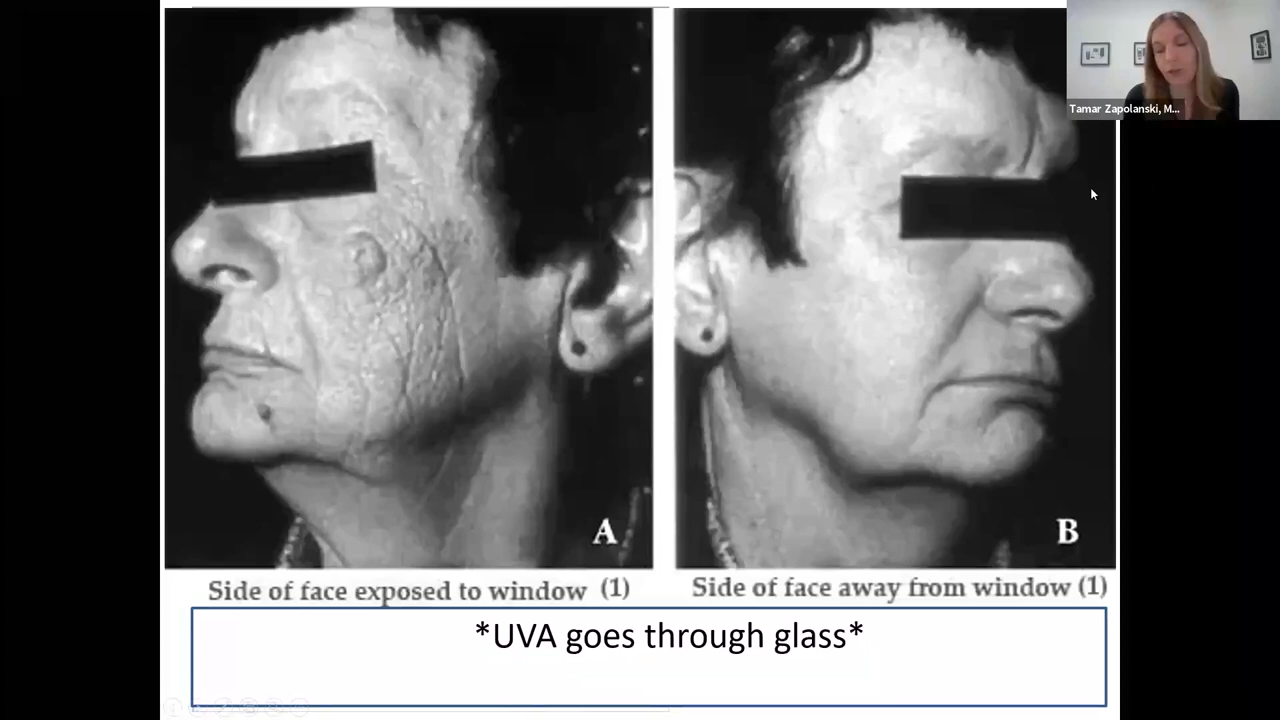 Tamar Zapolanski, M...
A
B
Side of face exposed to window (1)
Side of face away from window (1)
*UVA goes through glass*